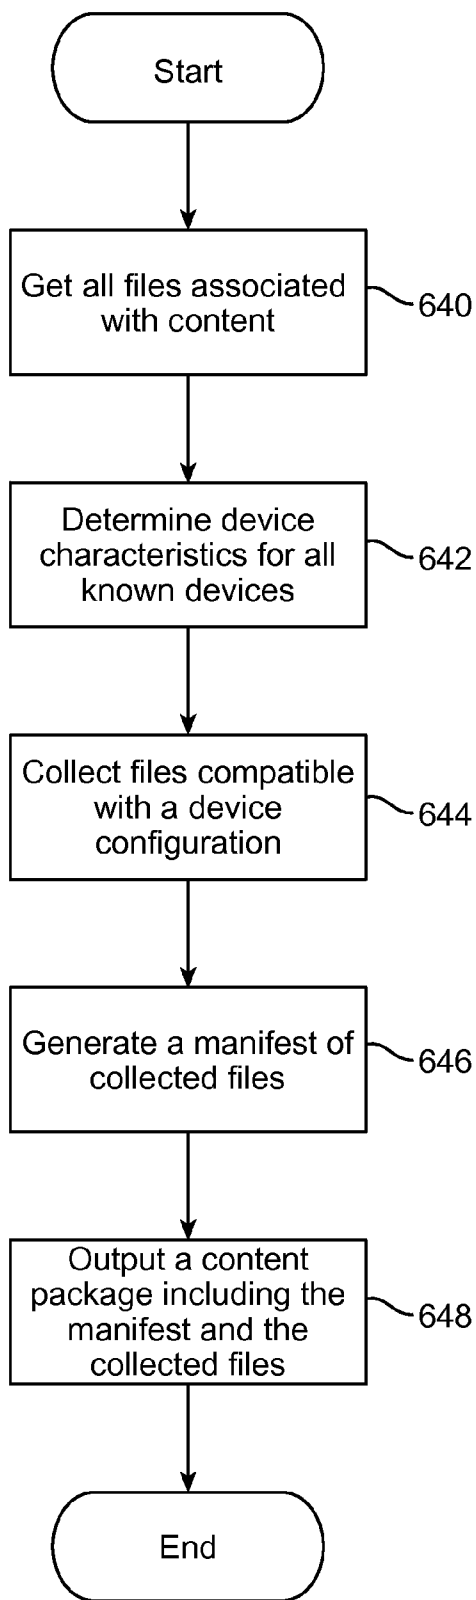 Start
Get all files associated
with content
640
Determine device
characteristics for all
known devices
642
Collect files compatible
with a device
configuration
644
Generate a manifest of
collected files
646
Output a content
package including the
manifest and the
collected files
648
End